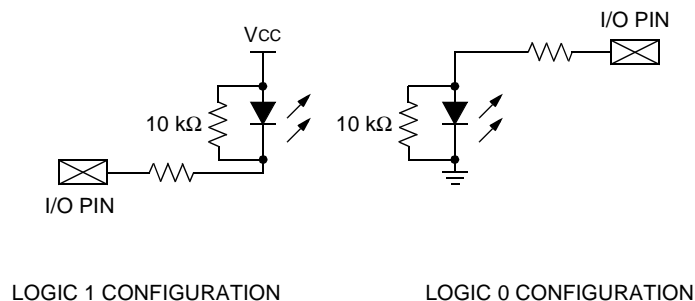 VCC
I/O PIN
10 kΩ
10 kΩ
I/O PIN
LOGIC 1 CONFIGURATION
LOGIC 0 CONFIGURATION